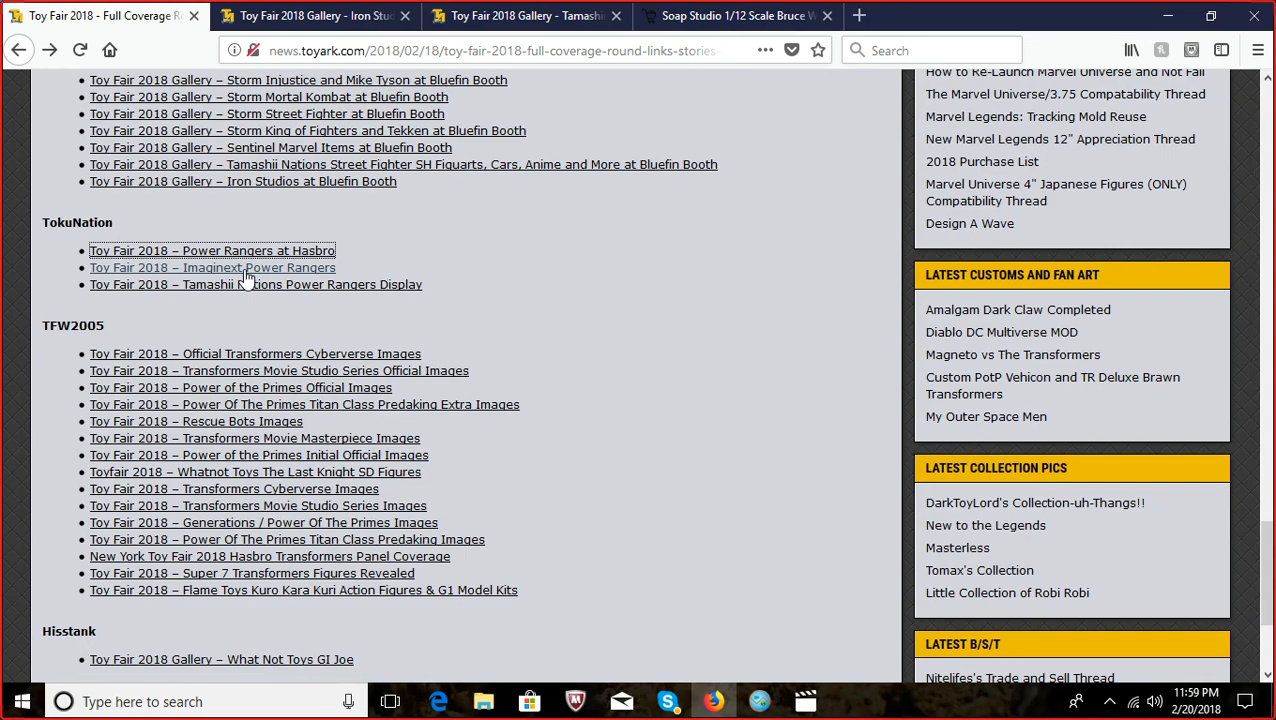 Toy Fair 2018 - Full Coverage R
Toy Fair 2018 Gallery - Iron Stud
Toy Fair 2018 Gallery - Tamashi
Soap Studio 1/12 Scale Bruce W
news.toyark.com/2018/02/18/toy-fair-2018-full-coverage-round-links-stories-
Search
Toy Fair 2018 Gallery – Storm Injustice and Mike Tyson at Bluefin Booth
Toy Fair 2018 Gallery – Storm Mortal Kombat at Bluefin Booth
Toy Fair 2018 Gallery – Storm Street Fighter at Bluefin Booth
Toy Fair 2018 Gallery – Storm King of Fighters and Tekken at Bluefin Booth
Toy Fair 2018 Gallery – Sentinel Marvel Items at Bluefin Booth
Toy Fair 2018 Gallery – Tamashii Nations Street Fighter SH Figuarts, Cars, Anime and More at Bluefin Booth
Toy Fair 2018 Gallery – Iron Studios at Bluefin Booth
TokuNation
Toy Fair 2018 – Power Rangers at Hasbro
Toy Fair 2018 – Imaginext Power Rangers
Toy Fair 2018 – Tamashii Nations Power Rangers Display
TFW2005
Toy Fair 2018 – Official Transformers Cyberverse Images
Toy Fair 2018 – Transformers Movie Studio Series Official Images
Toy Fair 2018 – Power of the Primes Official Images
Toy Fair 2018 – Power Of The Primes Titan Class Predaking Extra Images
Toy Fair 2018 – Rescue Bots Images
Toy Fair 2018 – Transformers Movie Masterpiece Images
Toy Fair 2018 – Power of the Primes Initial Official Images
Toyfair 2018 – Whatnot Toys The Last Knight SD Figures
Toy Fair 2018 – Transformers Cyberverse Images
Toy Fair 2018 – Transformers Movie Studio Series Images
Toy Fair 2018 – Generations / Power Of The Primes Images
Toy Fair 2018 – Power Of The Primes Titan Class Predaking Images
New York Toy Fair 2018 Hasbro Transformers Panel Coverage
Toy Fair 2018 – Super 7 Transformers Figures Revealed
Toy Fair 2018 – Flame Toys Kuro Kara Kuri Action Figures & G1 Model Kits
Hisstank
Toy Fair 2018 Gallery – What Not Toys GI Joe
How to Re-Launch Marvel Universe and Not Fail
The Marvel Universe/3.75 Compatability Thread
Marvel Legends: Tracking Mold Reuse
New Marvel Legends 12" Appreciation Thread
2018 Purchase List
Marvel Universe 4" Japanese Figures (ONLY)
Compatibility Thread
Design A Wave
LATEST CUSTOMS AND FAN ART
Amalgam Dark Claw Completed
Diablo DC Multiverse MOD
Magneto vs The Transformers
Custom PotP Vehicon and TR Deluxe Brawn
Transformers
My Outer Space Men
LATEST COLLECTION PICS
DarkToyLord's Collection-uh-Thangs!!
New to the Legends
Masterless
Tomax's Collection
Little Collection of Robi Robi
LATEST B/S/T
Nitelifes's Trade and Sell Thread
Type here to search
11:59 PM
2/20/2018